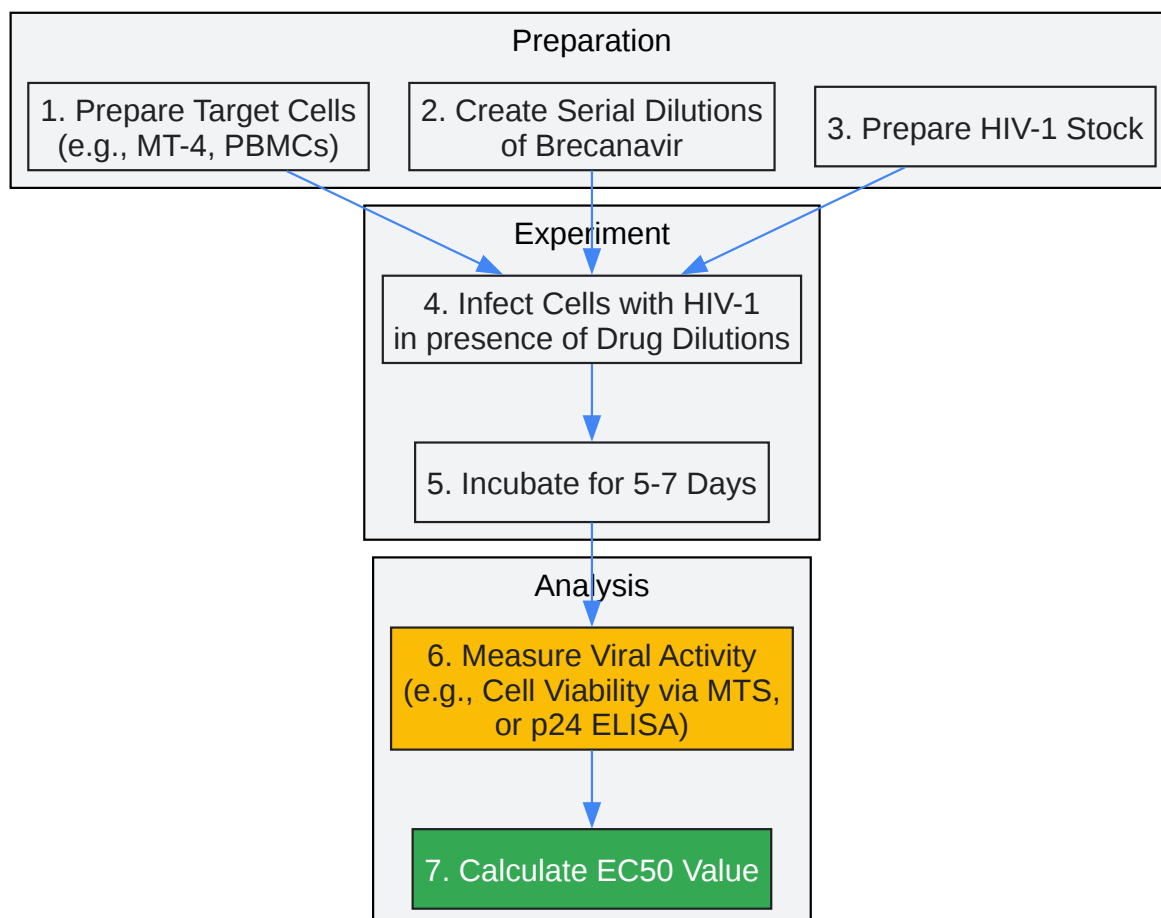 Preparation
1. Prepare Target Cells
(e.g., MT-4, PBMCs)
2. Create Serial Dilutions
of Brecanavir
3. Prepare HIV-1 Stock
Experiment
4. Infect Cells with HIV-1
in presence of Drug Dilutions
5. Incubate for 5-7 Days
Analysis
6. Measure Viral Activity
(e.g., Cell Viability via MTS,
or p24 ELISA)
7. Calculate EC50 Value